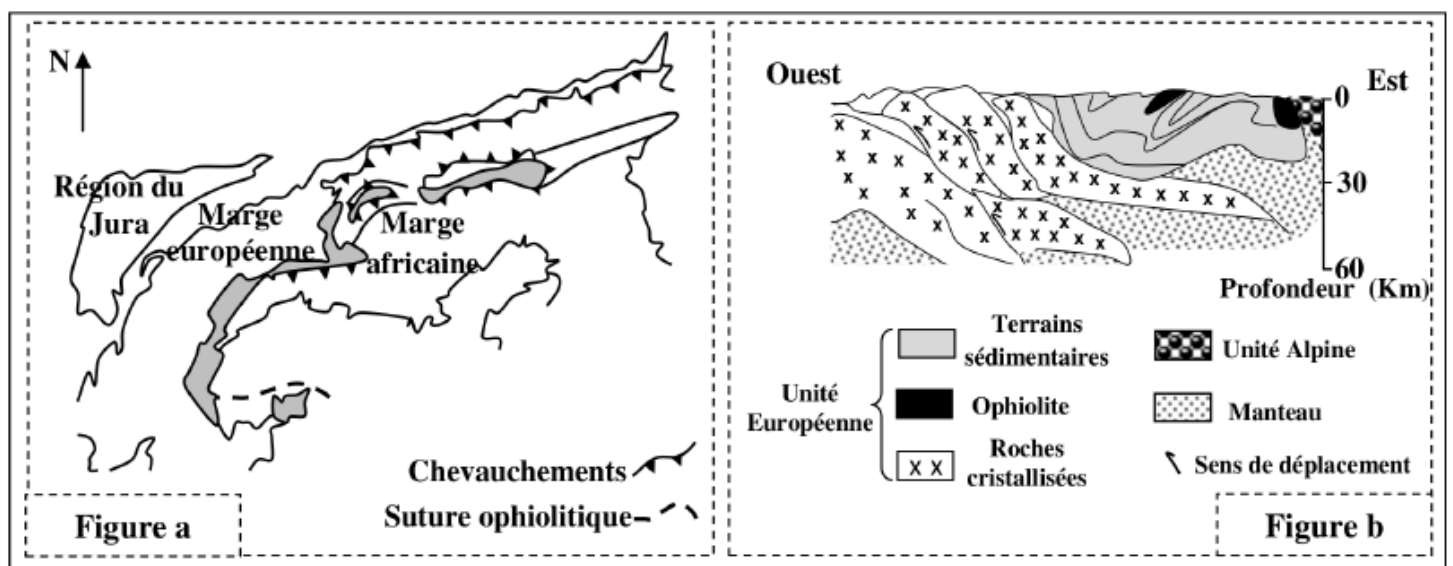 N
Région du
Jura
Marge
européenne
Marge
africaine
Chevauchements
Suture ophiolitique
Figure a
Ouest
Est
0
30
60
Profondeur (Km)
Unité
Européenne
Terrains
sédimentaires
Ophiolite
Roches
cristallisées
x x
Unité Alpine
Manteau
Sens de déplacement
Figure b